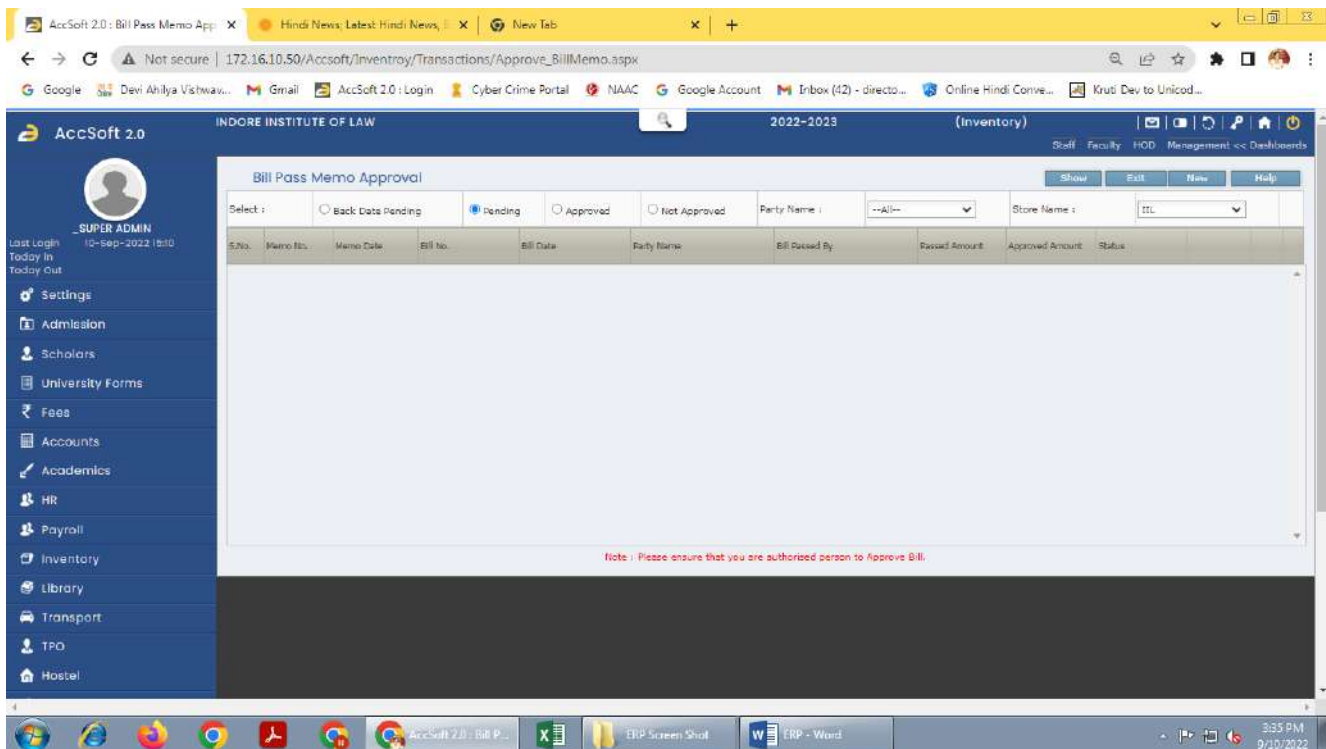 AccSoft 2.0 : Bill Pass Memo App
Hindi News; Latest Hindi News,
New Tab
Not secure | 172.16.10.50/Accsoft/Inventroy/Transactions/Approve_BillMemo.aspx
Google Devi Ahilya Vishwav... Gmail AccSoft 2.0 : Login Cyber Crime Portal NAAC Google Account Inbox (42) - directo... Online Hindi Conve... Kruti Dev to Unicod...
AccSoft 2.0
INDORE INSTITUTE OF LAW 2022-2023 (Inventory)
Staff Faculty HOD Management << Dashboards
_SUPER ADMIN
Last Login 10-Sep-2022 15:10
Today In
Today Out
Settings
Admission
Scholars
University Forms
₹ Fees
Accounts
Academics
HR
Payroll
Inventory
Library
Transport
TPO
Hostel
Bill Pass Memo Approval Show Exit New Help
Select : Back Date Pending Pending Approved Not Approved Party Name : --All-- Store Name : IIL
S.No. Memo No. Memo Date Bill No. Bill Date Party Name Bill Passed By Passed Amount Approved Amount Status
Note : Please ensure that you are authorised person to Approve Bill.
AccSoft 2.0 : Bill P... ERP Screen Shot ERP - Word
3:35 PM
9/10/2022